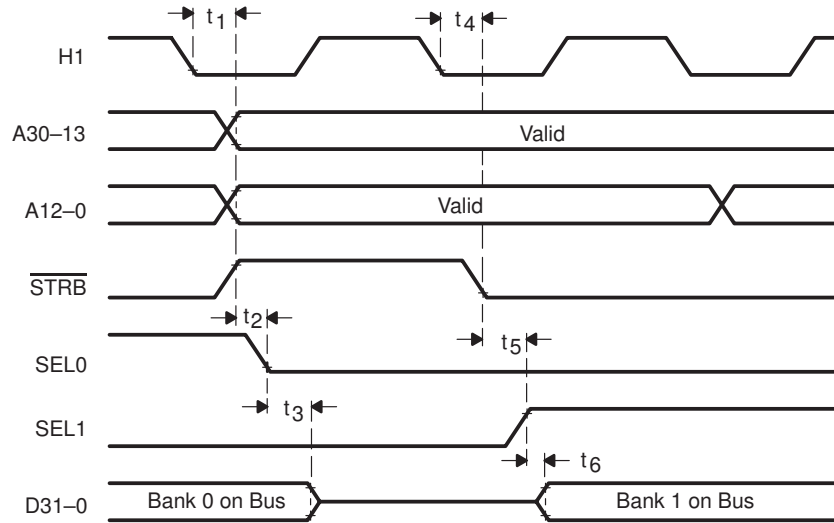 t1
t4
H1
A30–13
Valid
A12–0
Valid
STRB
t2
t5
SEL0
t3
SEL1
t6
D31–0
Bank 0 on Bus
Bank 1 on Bus